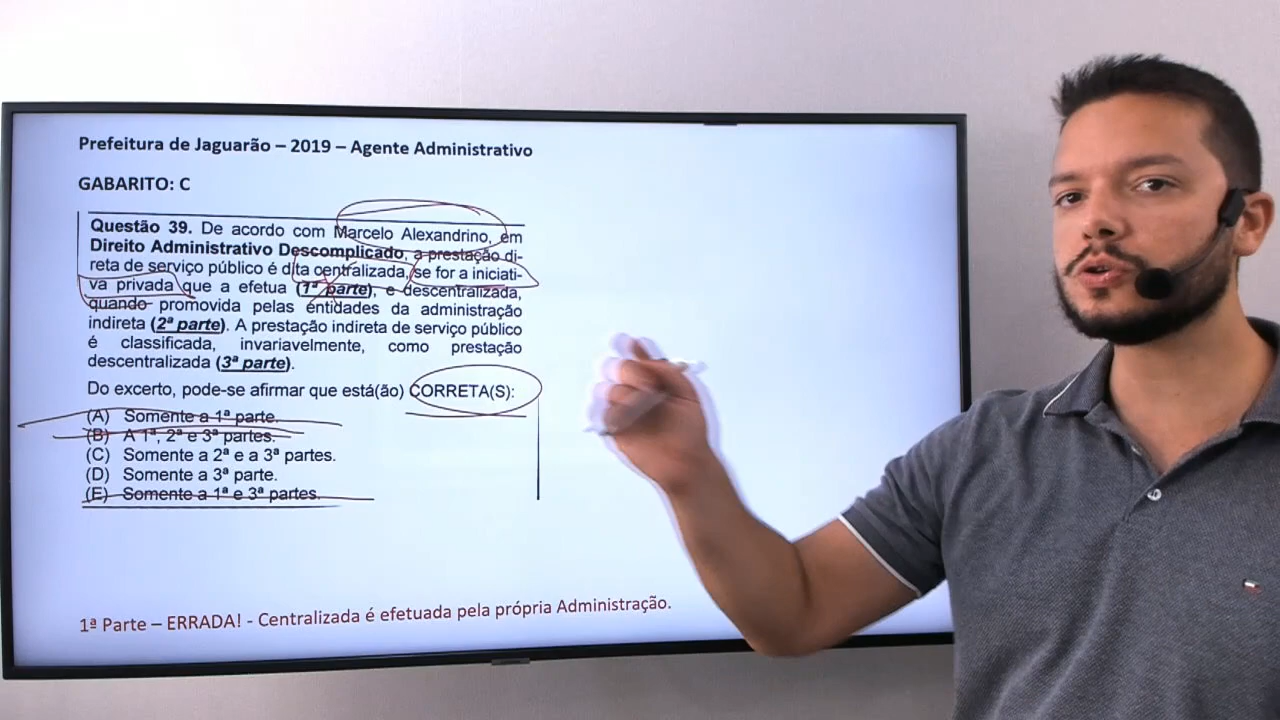 Prefeitura de Jaguarão – 2019 – Agente Administrativo
GABARITO: C
Questão 39. De acordo com Marcelo Alexandrino, em
Direito Administrativo Descomplicado, a prestação di-
reta de serviço público é dita centralizada, se for a iniciati-
va privada que a efetua (1ª parte), e descentralizada,
quando promovida pelas entidades da administração
indireta (2ª parte). A prestação indireta de serviço público
é classificada, invariavelmente, como prestação
descentralizada (3ª parte).
Do excerto, pode-se afirmar que está(ão) CORRETA(S):
(A) Somente a 1ª parte.
(B) A 1ª, 2ª e 3ª partes.
(C) Somente a 2ª e a 3ª partes.
(D) Somente a 3ª parte.
(E) Somente a 1ª e 3ª partes.
1ª Parte – ERRADA! - Centralizada é efetuada pela própria Administração.